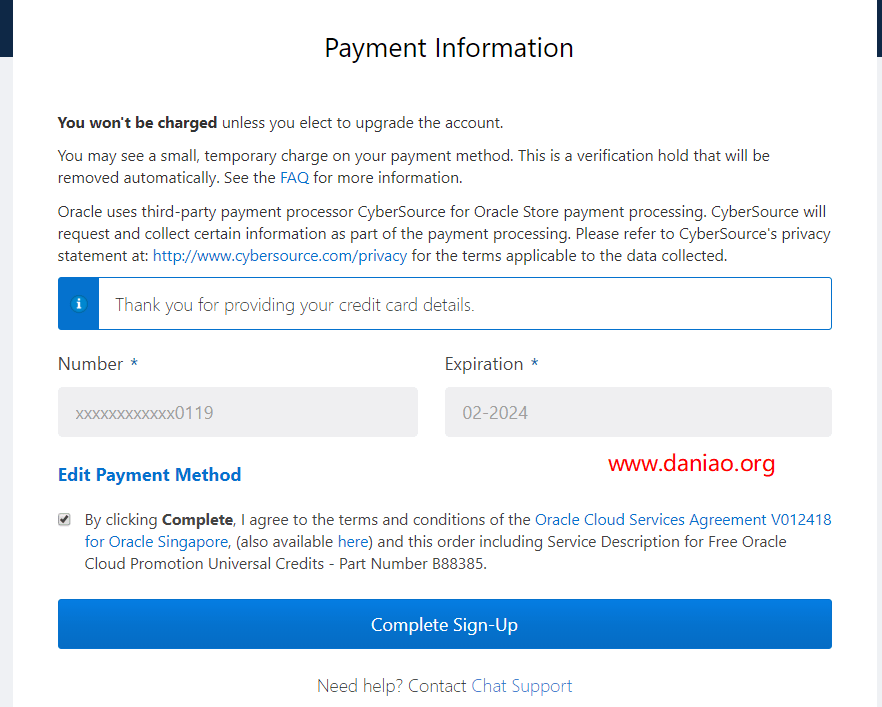 Payment Information
You won't be charged unless you elect to upgrade the account.
You may see a small, temporary charge on your payment method. This is a verification hold that will be
removed automatically. See the FAQ for more information.
Oracle uses third-party payment processor CyberSource for Oracle Store payment processing. CyberSource will
request and collect certain information as part of the payment processing. Please refer to CyberSource's privacy
statement at: http://www.cybersource.com/privacy for the terms applicable to the data collected.
Thank you for providing your credit card details.
Number * Expiration *
xxxxxxxxxxxx0119 02-2024
Edit Payment Method
www.daniao.org
By clicking Complete, I agree to the terms and conditions of the Oracle Cloud Services Agreement V012418
for Oracle Singapore, (also available here) and this order including Service Description for Free Oracle
Cloud Promotion Universal Credits - Part Number B88385.
Complete Sign-Up
Need help? Contact Chat Support